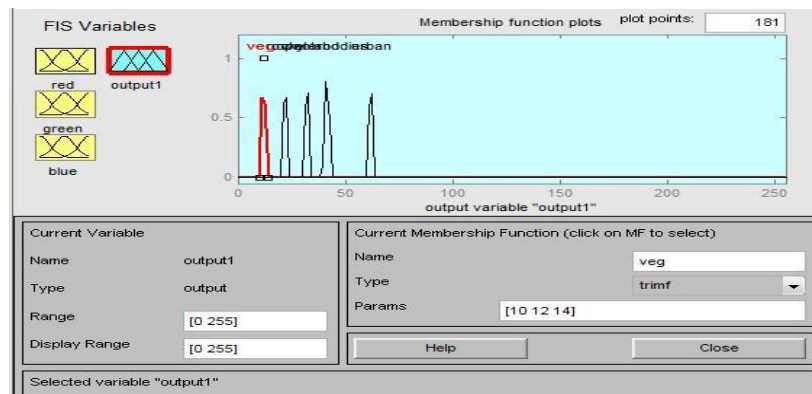 FIS Variables
Membership function plots
plot points:
181
red
output1
green
blue
veg
1
0.5
0
0
50
100
150
200
250
output variable "output1"
Current Variable
Name
output1
Type
output
Range
[0 255]
Display Range
[0 255]
Current Membership Function (click on MF to select)
Name
veg
Type
trimf
Params
[10 12 14]
Help
Close
Selected variable "output1"